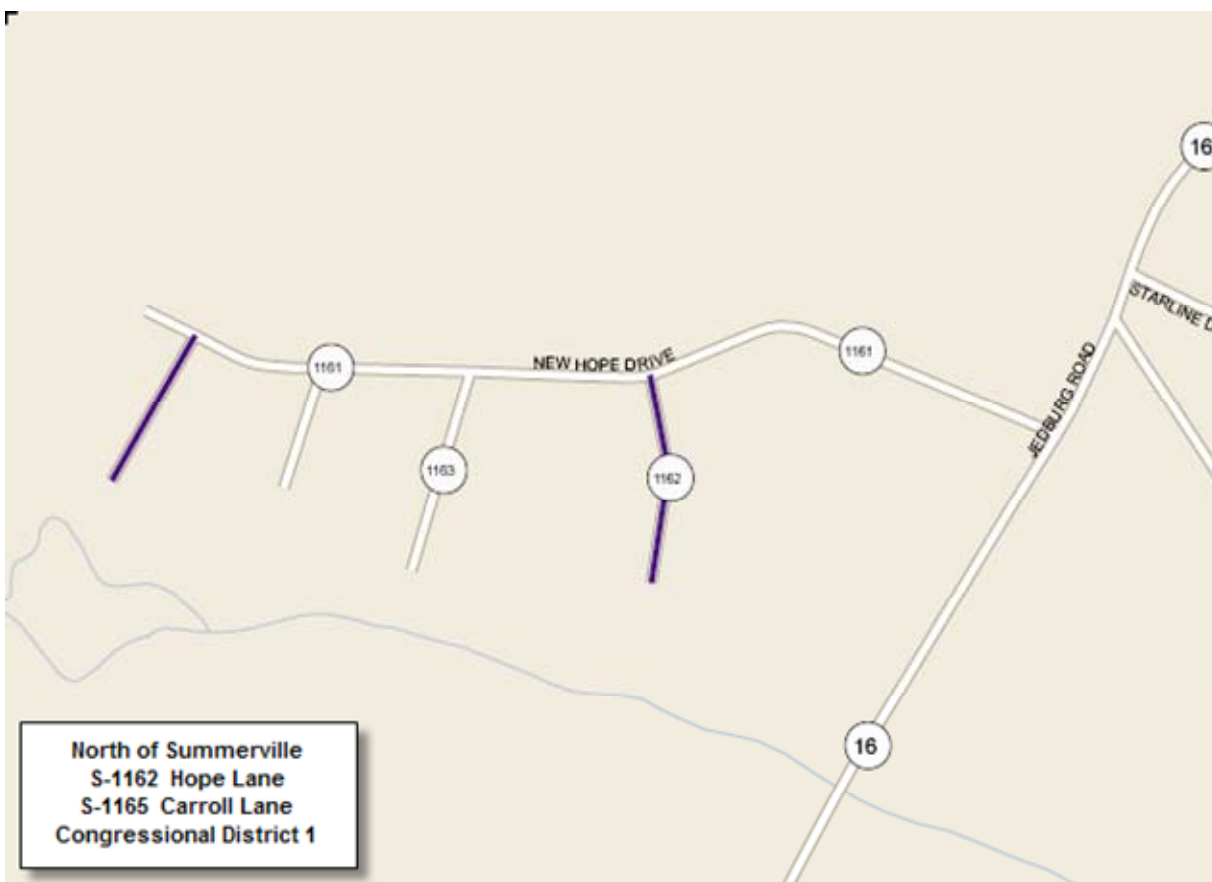 16
STARLINE D
NEW HOPE DRIVE
1161
1161
JEDBURG ROAD
1163
1162
16
North of Summerville
S-1162 Hope Lane
S-1165 Carroll Lane
Congressional District 1